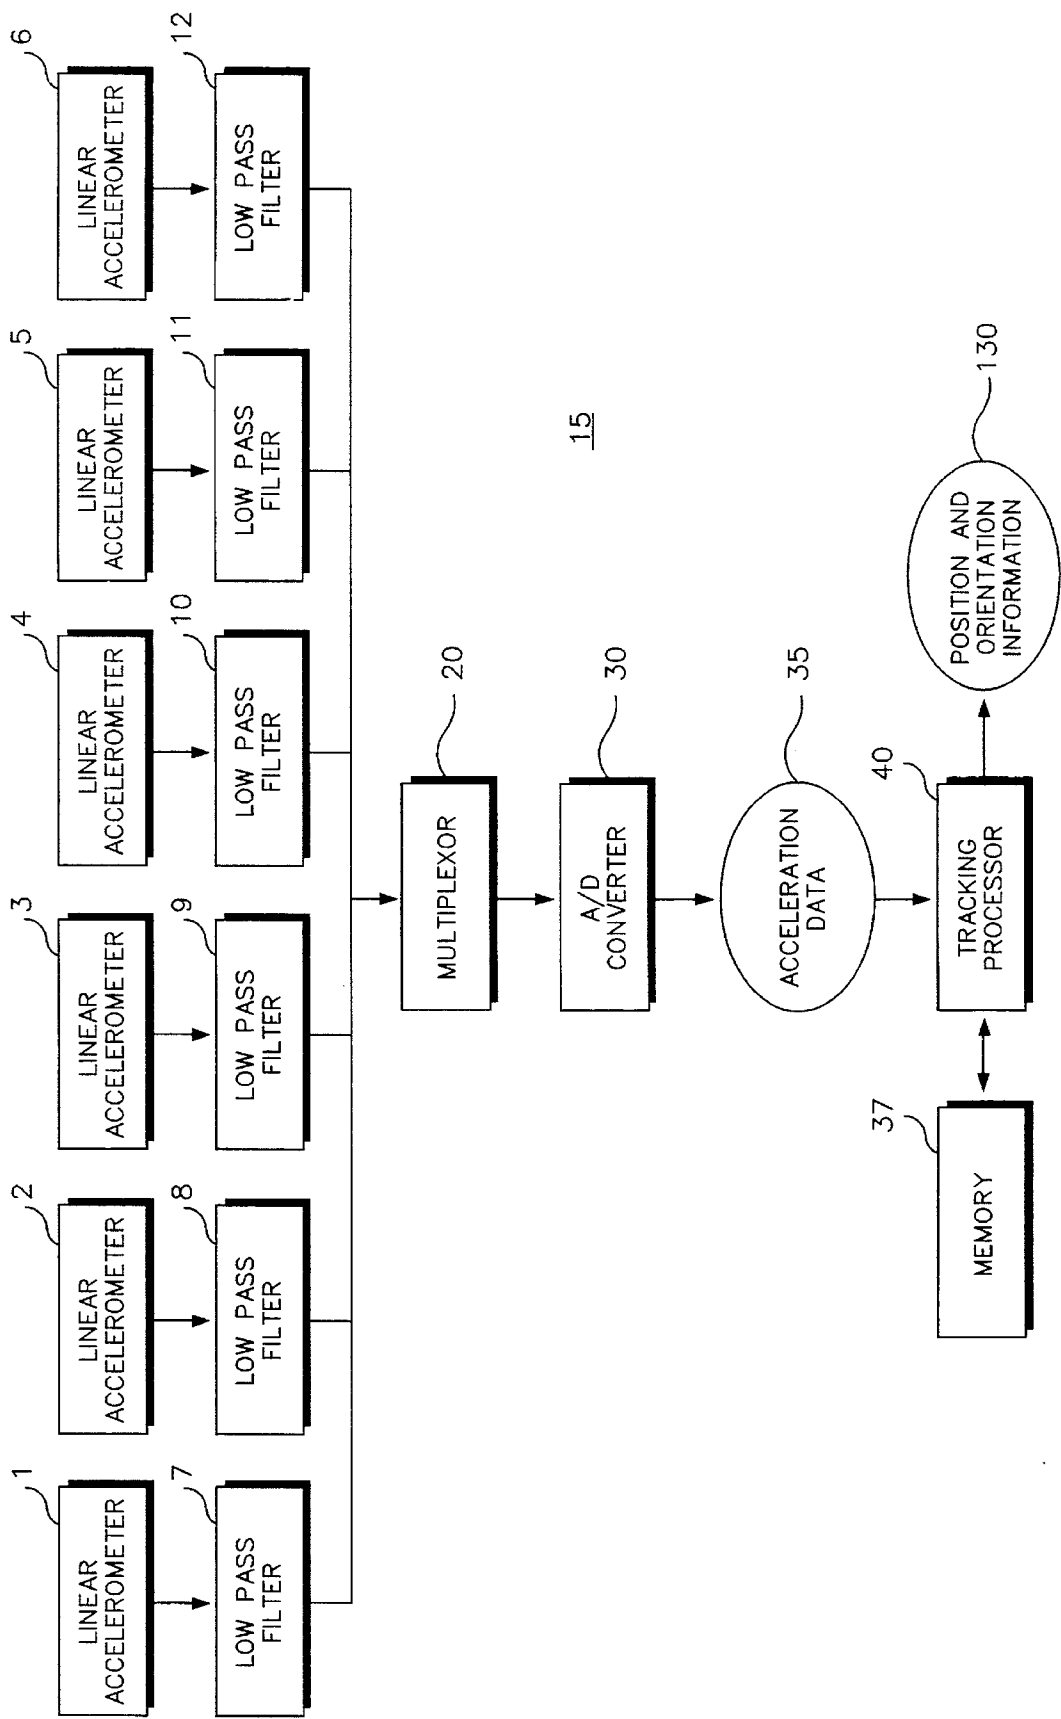 1
LINEAR
ACCELEROMETER
2
LINEAR
ACCELEROMETER
3
LINEAR
ACCELEROMETER
4
LINEAR
ACCELEROMETER
5
LINEAR
ACCELEROMETER
6
LINEAR
ACCELEROMETER
7
LOW PASS
FILTER
8
LOW PASS
FILTER
9
LOW PASS
FILTER
10
LOW PASS
FILTER
11
LOW PASS
FILTER
12
LOW PASS
FILTER
20
MULTIPLEXOR
15
30
A/D
CONVERTER
35
ACCELERATION
DATA
37
MEMORY
40
TRACKING
PROCESSOR
130
POSITION AND
ORIENTATION
INFORMATION